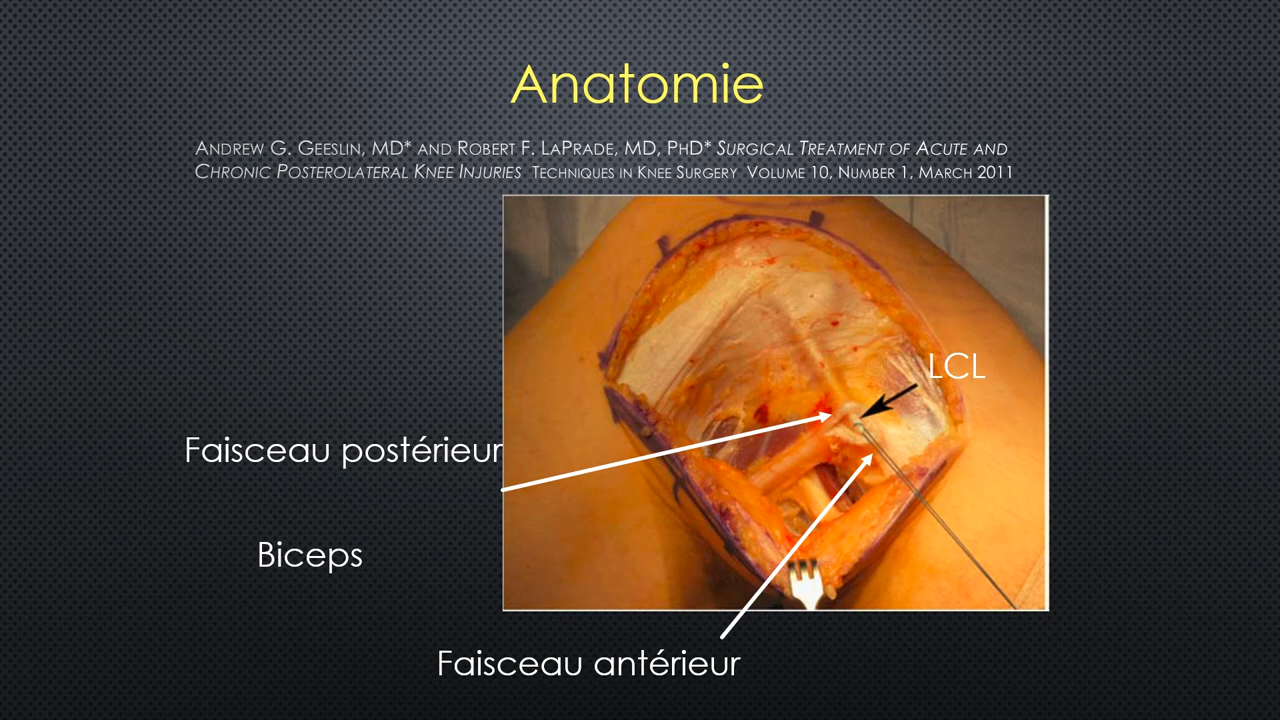 Anatomie
Andrew G. Geeslin, MD* and Robert F. LaPrade, MD, PhD* Surgical Treatment of Acute and
Chronic Posterolateral Knee Injuries Techniques in Knee Surgery Volume 10, Number 1, March 2011
LCL
Faisceau postérieur
Biceps
Faisceau antérieur